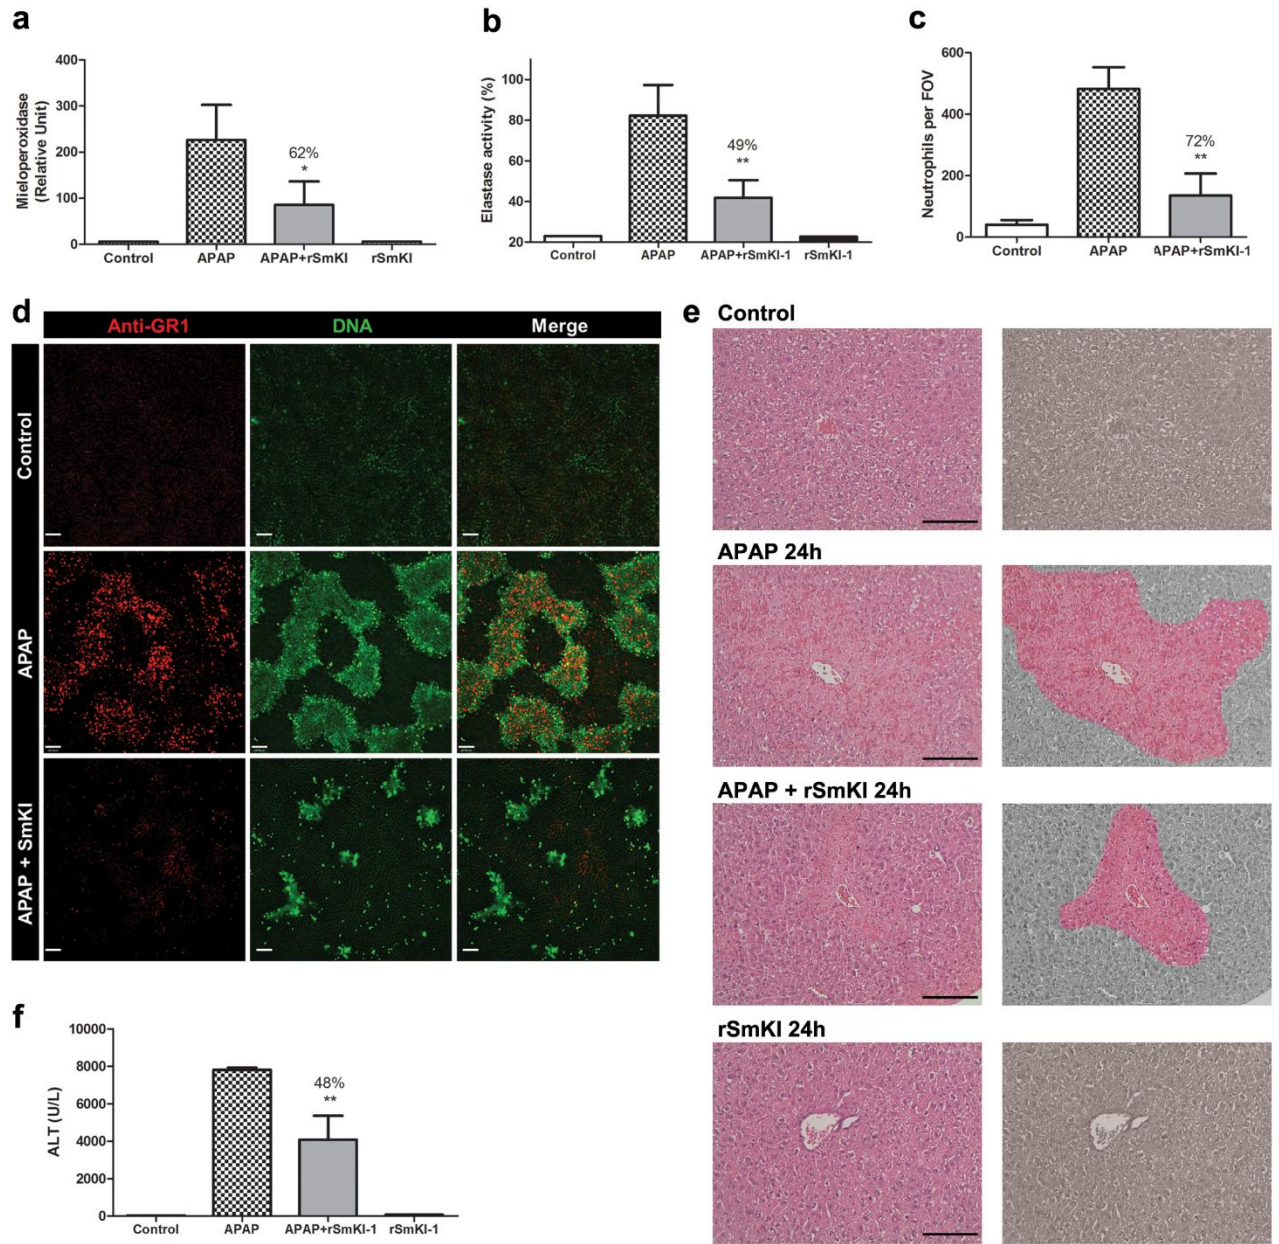 a
400
300
200
100
0
Mieloperoxidase
(Relative Unit)
62%
*
Control APAP APAP+rSmKI rSmKI
b
100
80
60
40
20
Elastase activity (%)
49%
**
Control APAP APAP+rSmKI-1 rSmKI-1
c
600
400
200
0
Neutrophils per FOV
72%
**
Control APAP APAP+rSmKI-1
d
Anti-GR1 DNA Merge
Control
APAP
APAP + SmKI
e
Control
APAP 24h
APAP + rSmKI 24h
rSmKI 24h
f
10000
8000
6000
4000
2000
0
ALT (U/L)
48%
**
Control APAP APAP+rSmKI-1 rSmKI-1